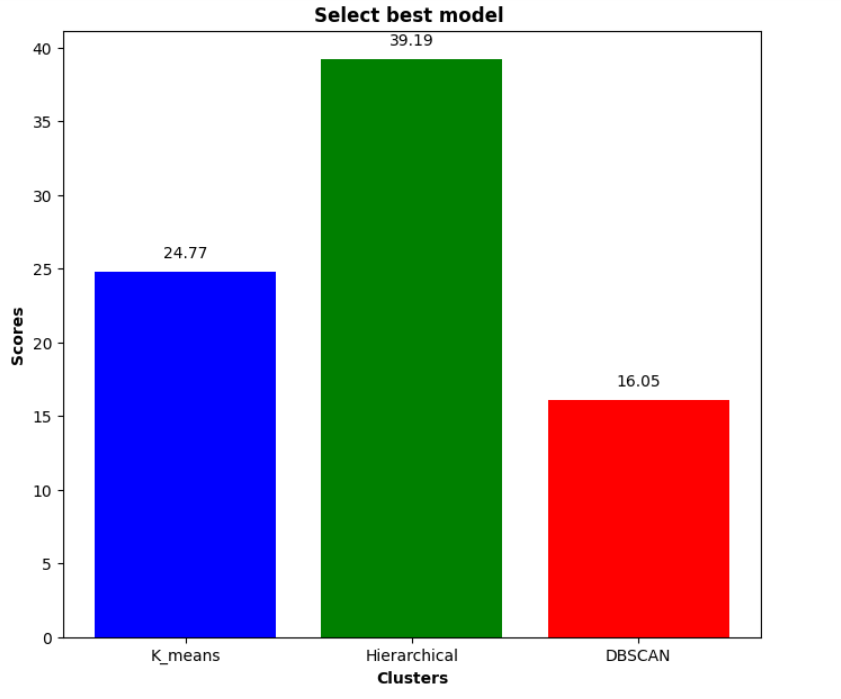 Select best model
39.19
24.77
16.05
40
35
30
25
20
15
10
5
0
Scores
K_means
Hierarchical
DBSCAN
Clusters